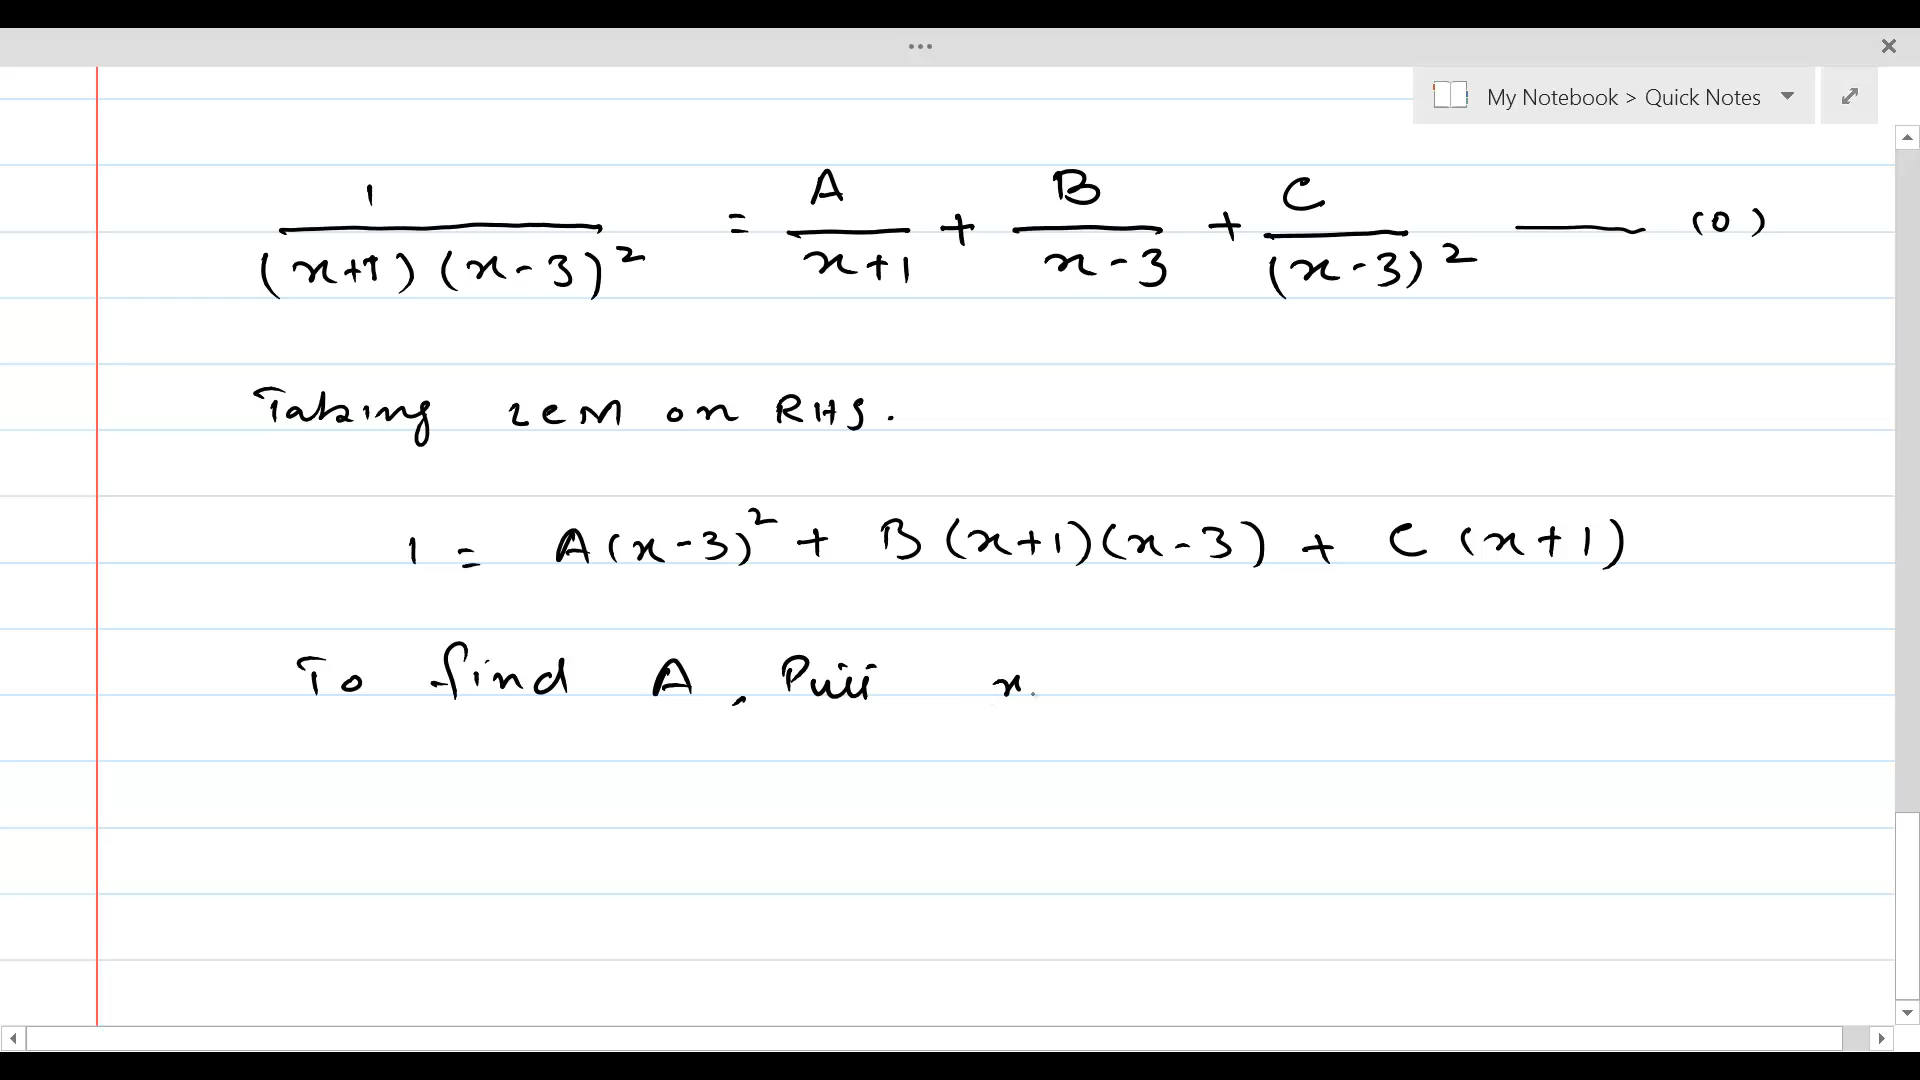 ...
My Notebook > Quick Notes
1/((x+1)(x-3)²) = A/(x+1) + B/(x-3) + C/(x-3)² —— (0)
Taking LCM on RHS.
1 = A(x-3)² + B(x+1)(x-3) + C(x+1)
To find A, Put x